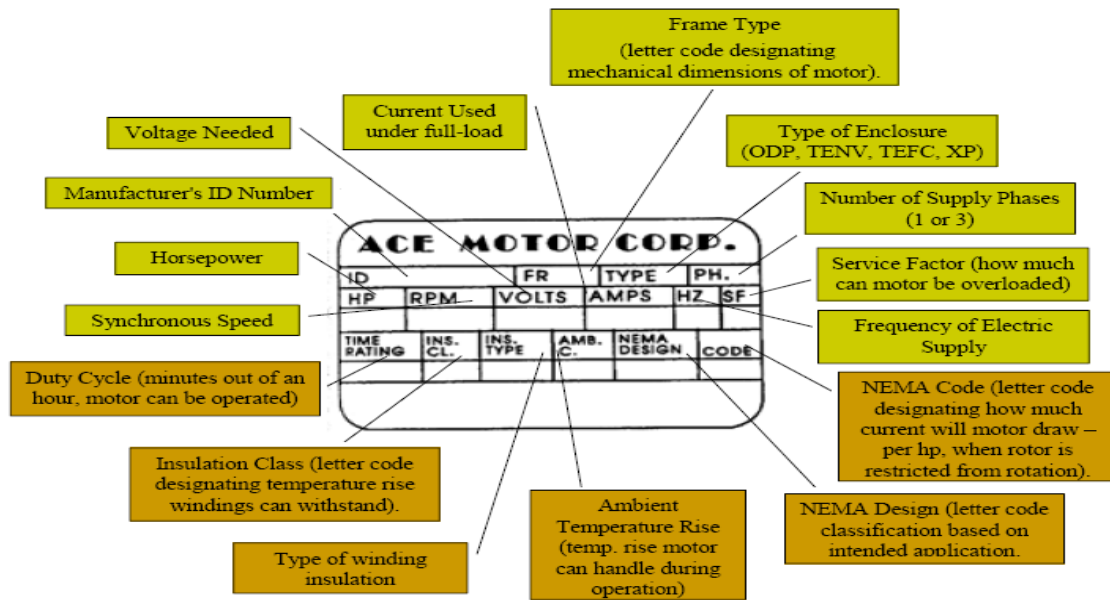 Frame Type
(letter code designating
mechanical dimensions of motor).
Current Used
under full-load
Voltage Needed
Type of Enclosure
(ODP, TENV, TEFC, XP)
Manufacturer's ID Number
Number of Supply Phases
(1 or 3)
ACE MOTOR CORP.
Horsepower
ID FR TYPE PH.
Service Factor (how much
can motor be overloaded)
HP RPM VOLTS AMPS HZ SF
Synchronous Speed
Frequency of Electric
Supply
TIME
RATING
INS.
CL.
INS.
TYPE
AMB.
C.
NEMA
DESIGN
CODE
Duty Cycle (minutes out of an
hour, motor can be operated)
NEMA Code (letter code
designating how much
current will motor draw –
per hp, when rotor is
restricted from rotation).
Insulation Class (letter code
designating temperature rise
windings can withstand).
Ambient
Temperature Rise
(temp. rise motor
can handle during
operation)
NEMA Design (letter code
classification based on
intended application.
Type of winding
insulation